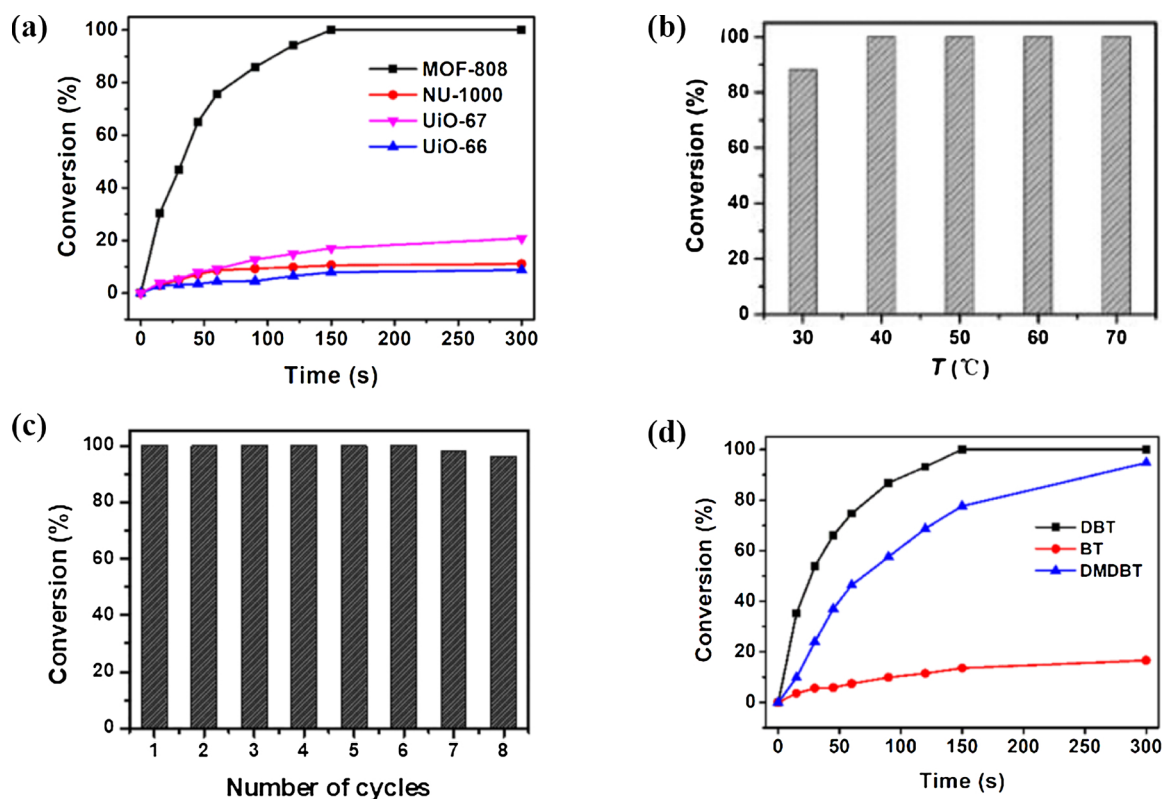 (a)
Conversion (%)
100
80
60
40
20
0
MOF-808
NU-1000
UiO-67
UiO-66
0 50 100 150 200 250 300
Time (s)
(b)
Conversion (%)
100
80
60
40
20
0
30 40 50 60 70
T (℃)
(c)
Conversion (%)
100
80
60
40
20
0
1 2 3 4 5 6 7 8
Number of cycles
(d)
Conversion (%)
100
80
60
40
20
0
DBT
BT
DMDBT
0 50 100 150 200 250 300
Time (s)